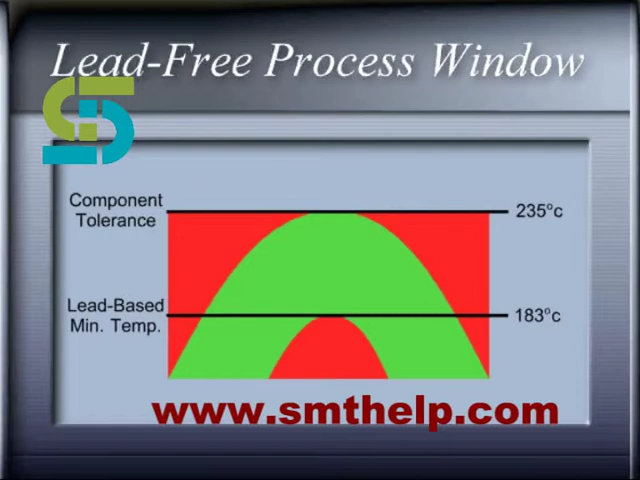 Lead-Free Process Window
Component
Tolerance
235°c
Lead-Based
Min. Temp.
183°c
www.smthelp.com